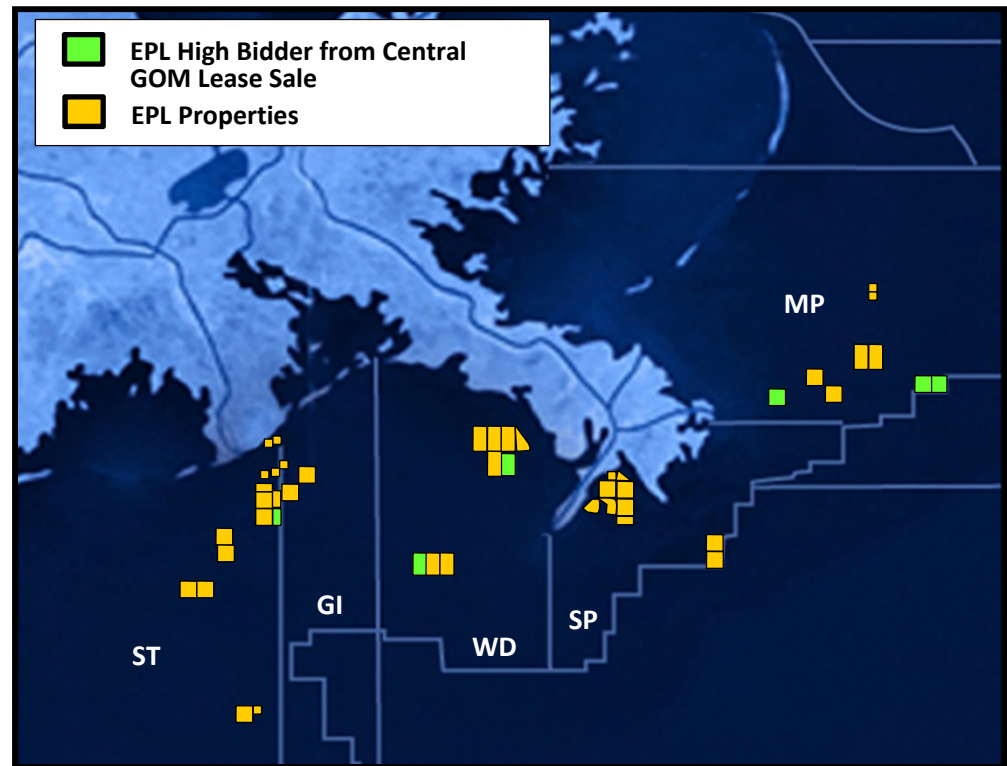 EPL High Bidder from Central
GOM Lease Sale
EPL Properties
MP
GI
SP
WD
ST